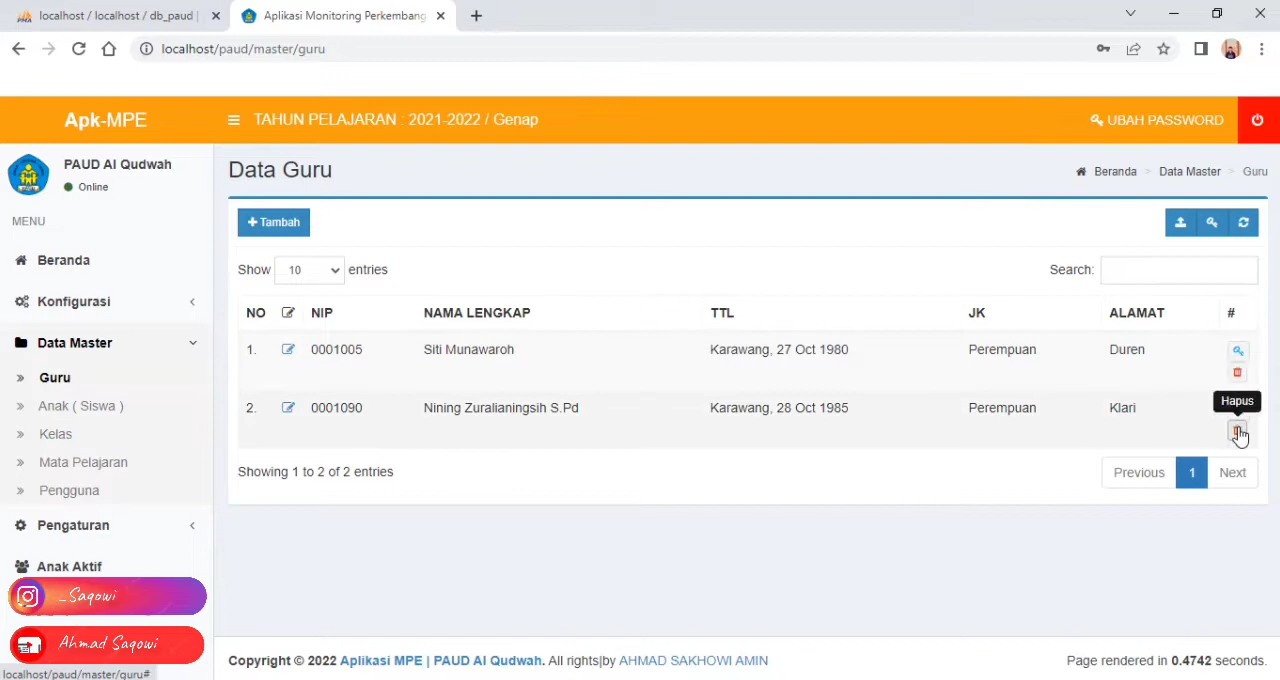 localhost / localhost / db_paud |
Aplikasi Monitoring Perkembang
localhost/paud/master/guru
Apk-MPE
TAHUN PELAJARAN : 2021-2022 / Genap
UBAH PASSWORD
PAUD Al Qudwah
Online
MENU
Beranda
Konfigurasi
Data Master
Guru
Anak ( Siswa )
Kelas
Mata Pelajaran
Pengguna
Pengaturan
Anak Aktif
_Saqowi
Ahmad Saqowi
localhost/paud/master/guru#
Data Guru
Beranda > Data Master > Guru
Tambah
Show 10 entries
Search:
NO NIP NAMA LENGKAP TTL JK ALAMAT #
1. 0001005 Siti Munawaroh Karawang, 27 Oct 1980 Perempuan Duren
2. 0001090 Nining Zuralianingsih S.Pd Karawang, 28 Oct 1985 Perempuan Klari
Hapus
Showing 1 to 2 of 2 entries
Previous 1 Next
Copyright © 2022 Aplikasi MPE | PAUD Al Qudwah. All rights|by AHMAD SAKHOWI AMIN
Page rendered in 0.4742 seconds.